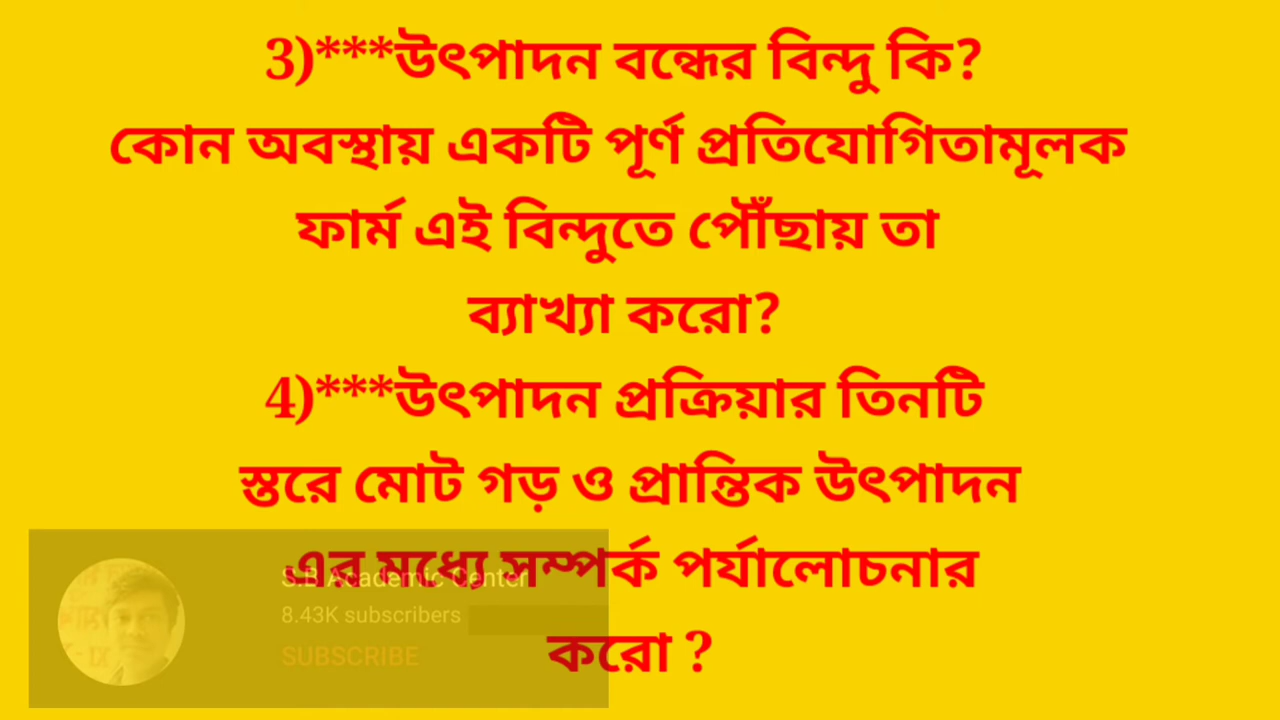 3)***উৎপাদন বন্ধের বিন্দু কি?
কোন অবস্থায় একটি পূর্ণ প্রতিযোগিতামূলক
ফার্ম এই বিন্দুতে পৌঁছায় তা
ব্যাখ্যা করো?
4)***উৎপাদন প্রক্রিয়ার তিনটি
স্তরে মোট গড় ও প্রান্তিক উৎপাদন
এর মধ্যে সম্পর্ক পর্যালোচনার
করো ?
S.B Academic Center
8.43K subscribers
SUBSCRIBE